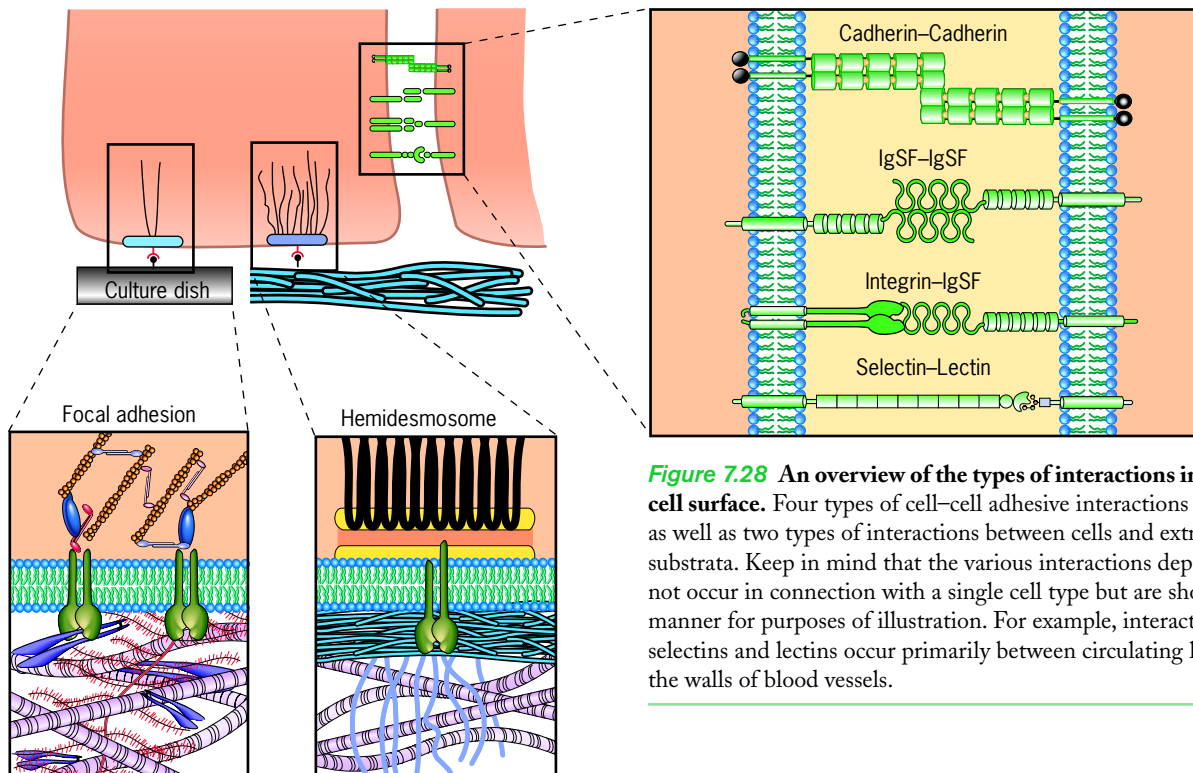 Cadherin–Cadherin
IgSF–IgSF
Integrin–IgSF
Selectin–Lectin
Culture dish
Focal adhesion
Hemidesmosome
Figure 7.28 An overview of the types of interactions in
cell surface. Four types of cell–cell adhesive interactions
as well as two types of interactions between cells and extr
substrata. Keep in mind that the various interactions dep
not occur in connection with a single cell type but are sho
manner for purposes of illustration. For example, interact
selectins and lectins occur primarily between circulating
the walls of blood vessels.